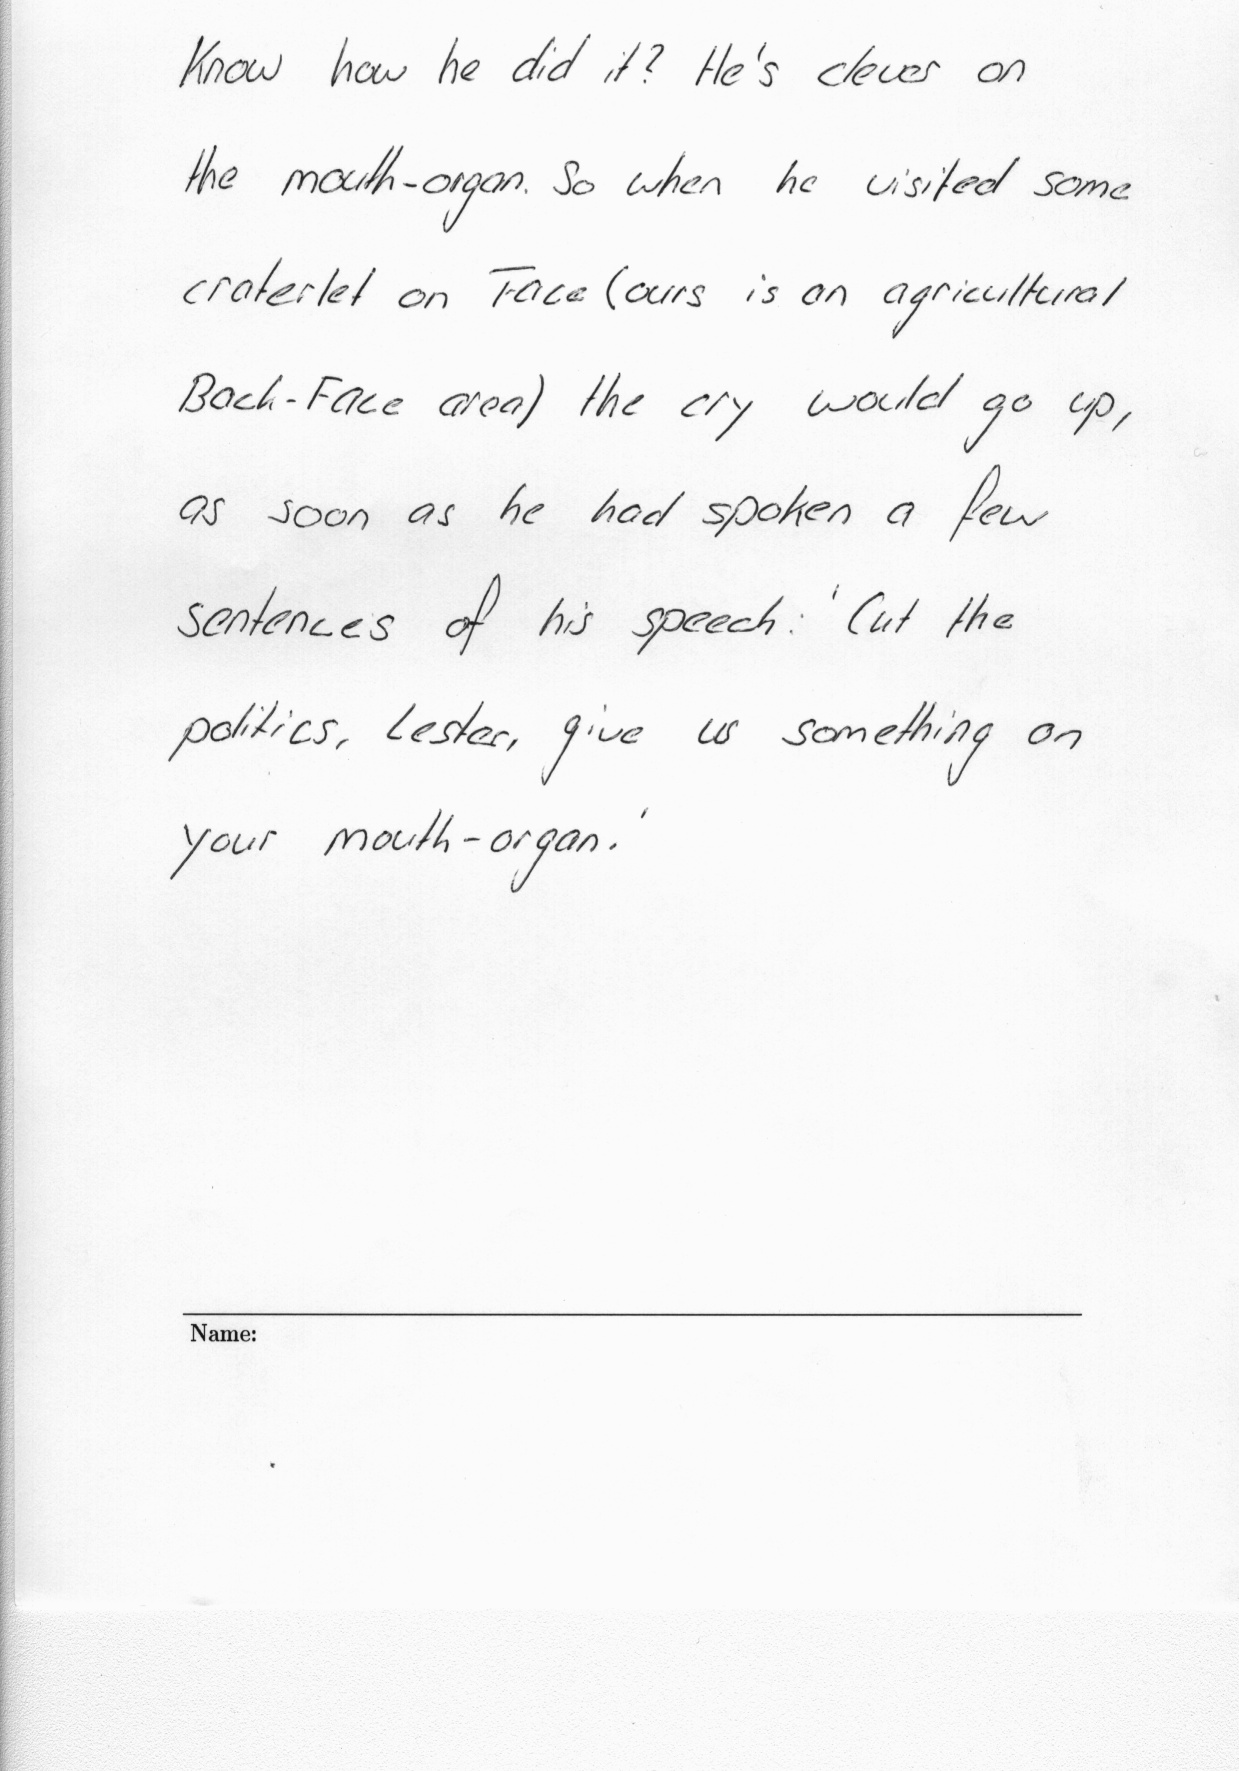 Know how he did it? He's clever on
the mouth-organ. So when he visited some
craterlet on Face (ours is an agricultural
Back-Face area) the cry would go up,
as soon as he had spoken a few
sentences of his speech: 'Cut the
politics, Lester, give us something on
your mouth-organ.'
Name: